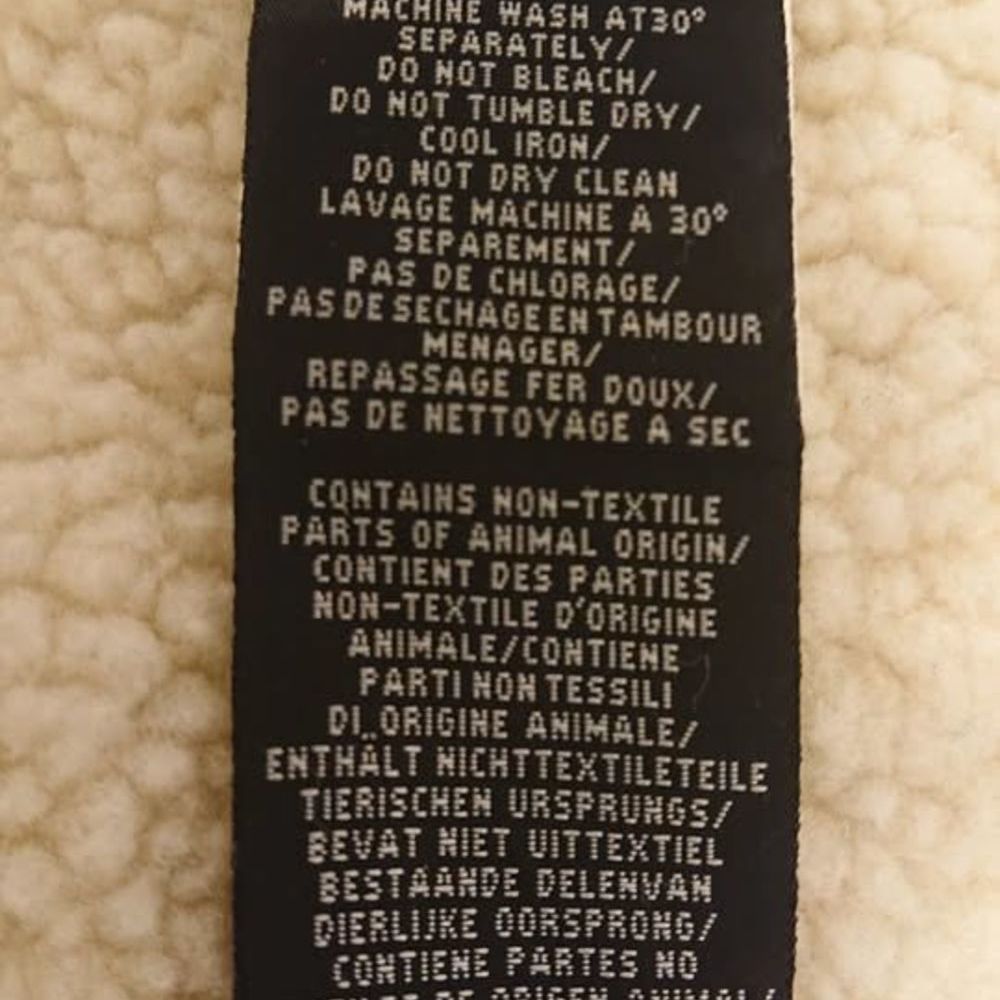 MACHINE WASH AT30°
SEPARATELY/
DO NOT BLEACH/
DO NOT TUMBLE DRY/
COOL IRON/
DO NOT DRY CLEAN
LAVAGE MACHINE A 30°
SEPAREMENT/
PAS DE CHLORAGE/
PAS DE SECHAGE EN TAMBOUR
MENAGER/
REPASSAGE FER DOUX/
PAS DE NETTOYAGE A SEC
CONTAINS NON-TEXTILE
PARTS OF ANIMAL ORIGIN/
CONTIENT DES PARTIES
NON-TEXTILE D'ORIGINE
ANIMALE/CONTIENE
PARTI NON TESSILI
DI ORIGINE ANIMALE/
ENTHÄLT NICHTTEXTILETEILE
TIERISCHEN URSPRUNGS/
BEVAT NIET UITTEXTIEL
BESTAANDE DELENVAN
DIERLIJKE OORSPRONG/
CONTIENE PARTES NO
DE ORIGEN ANIMAL/